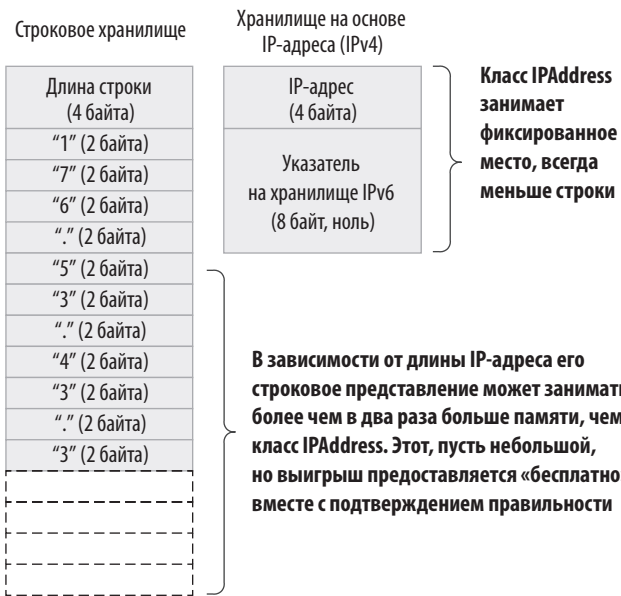 Строковое хранилище
Хранилище на основе
IP-адреса (IPv4)
Длина строки
(4 байта)
“1” (2 байта)
“7” (2 байта)
“6” (2 байта)
“.” (2 байта)
“5” (2 байта)
“3” (2 байта)
“.” (2 байта)
“4” (2 байта)
“3” (2 байта)
“.” (2 байта)
“3” (2 байта)
IP-адрес
(4 байта)
Указатель
на хранилище IPv6
(8 байт, ноль)
Класс IPAddress
занимает
фиксированное
место, всегда
меньше строки
В зависимости от длины IP-адреса его
строковое представление может занимат
более чем в два раза больше памяти, чем
класс IPAddress. Этот, пусть небольшой,
но выигрыш предоставляется «бесплатно
вместе с подтверждением правильности